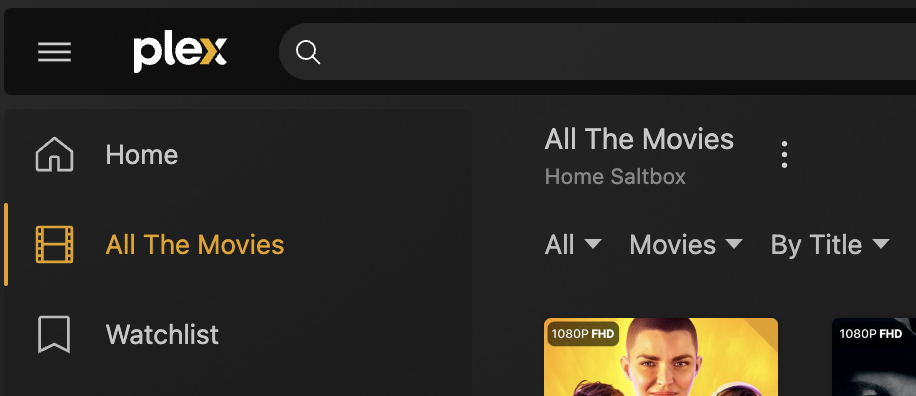 plex
Home
All The Movies
Watchlist
All The Movies
Home Saltbox
All Movies By Title
1080P FHD
1080P FHD